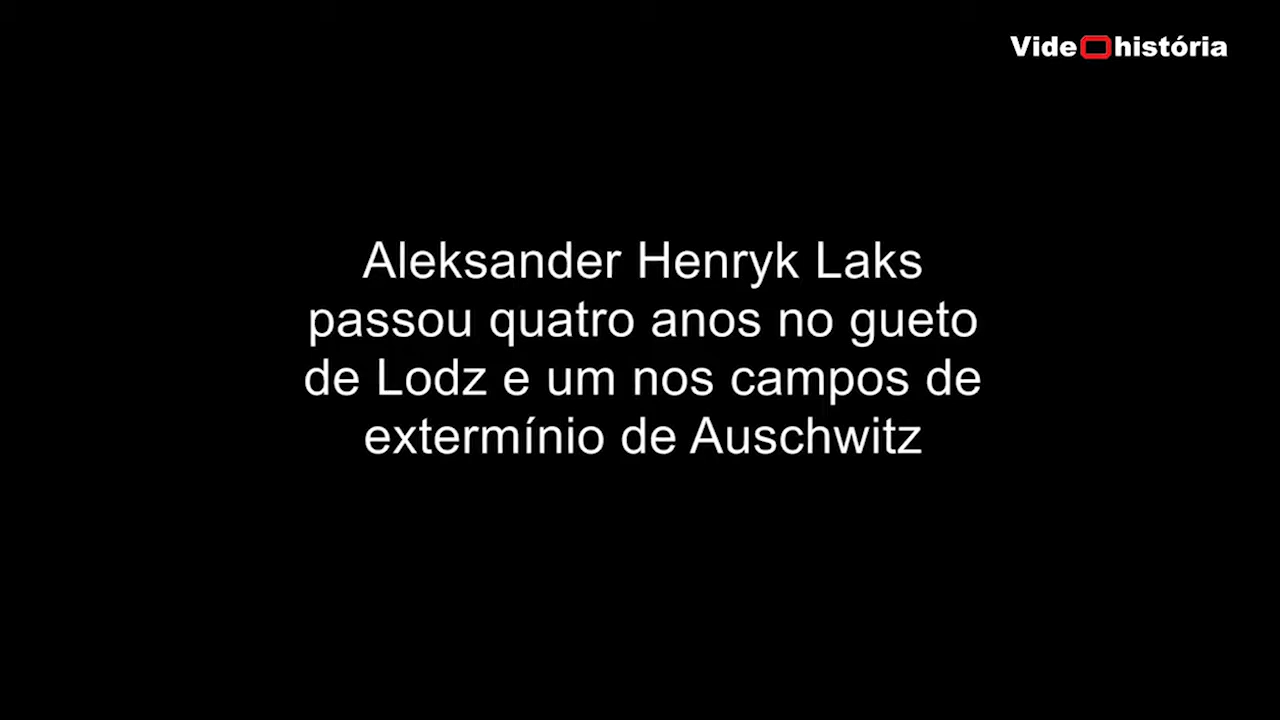 Videohistória
Aleksander Henryk Laks
passou quatro anos no gueto
de Lodz e um nos campos de
extermínio de Auschwitz